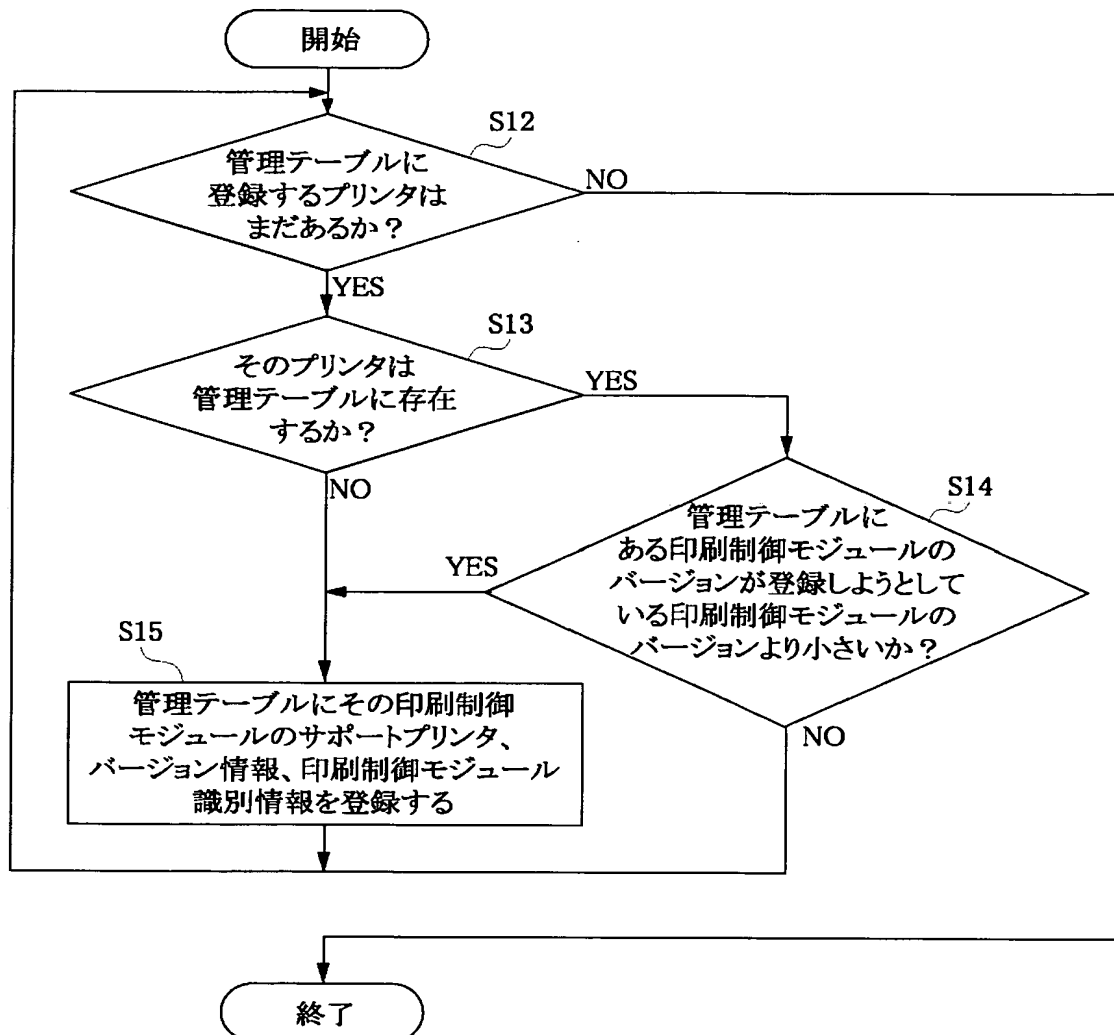 開始
S12
管理テーブルに
登録するプリンタは
まだあるか?
NO
YES
S13
そのプリンタは
管理テーブルに存在
するか?
YES
NO
S14
管理テーブルに
ある印刷制御モジュールの
バージョンが登録しようとして
いる印刷制御モジュールの
バージョンより小さいか?
YES
NO
S15
管理テーブルにその印刷制御
モジュールのサポートプリンタ、
バージョン情報、印刷制御モジュール
識別情報を登録する
終了